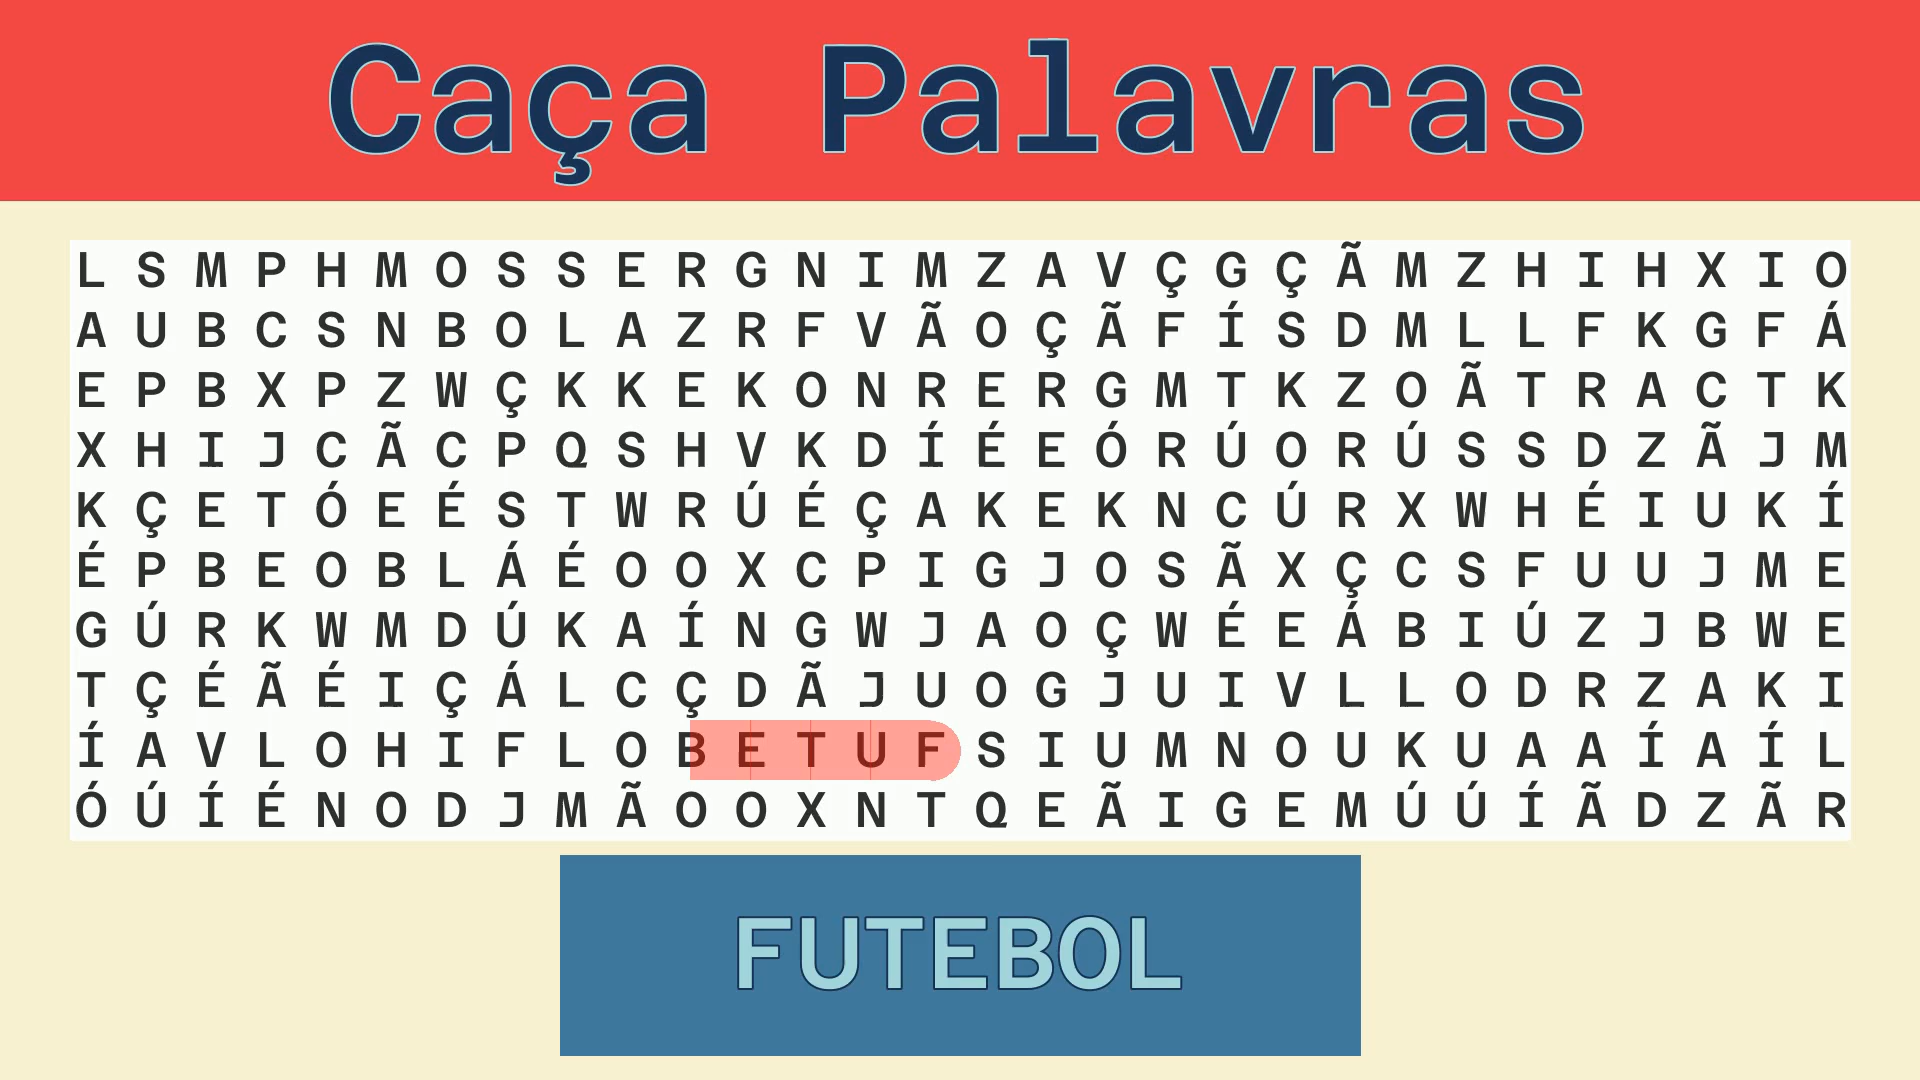 Caça Palavras
L S M P H M O S S E R G N I M Z A V Ç G Ç Ã M Z H I H X I O
A U B C S N B O L A Z R F V Ã O Ç Ã F Í S D M L L F K G F Á
E P B X P Z W Ç K K E K O N R E R G M T K Z O Ã T R A C T K
X H I J C Ã C P Q S H V K D Í É E Ó R Ú O R Ú S S D Z Ã J M
K Ç E T Ó E É S T W R Ú É Ç A K E K N C Ú R X W H É I U K Í
É P B E O B L Á É O O X C P I G J O S Ã X Ç C S F U U J M E
G Ú R K W M D Ú K A Í N G W J A O Ç W É E Á B I Ú Z J B W E
T Ç É Ã É I Ç Á L C Ç D Ã J U O G J U I V L L O D R Z A K I
Í A V L O H I F L O B E T U F S I U M N O U K U A A Í A Í L
Ó Ú Í É N O D J M Ã O O X N T Q E Ã I G E M Ú Ú Í Ã D Z Ã R
FUTEBOL